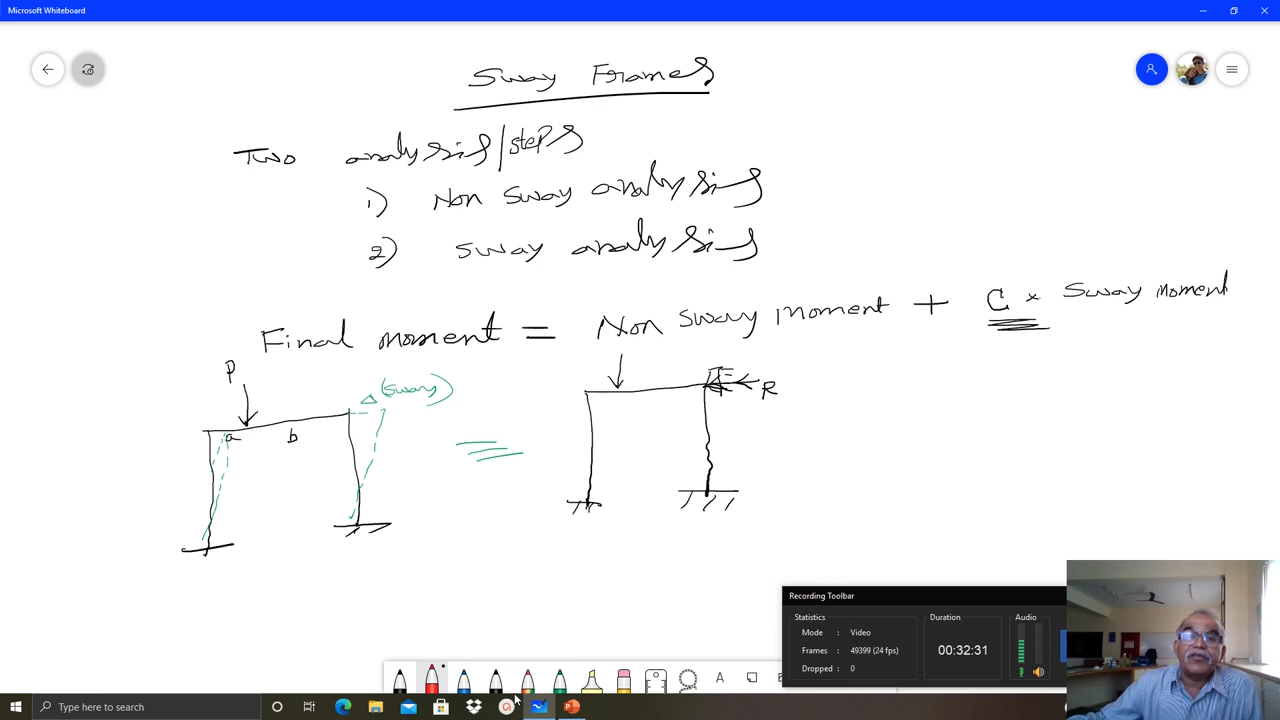 Microsoft Whiteboard
Sway Frames
Two analysis/steps
1) Non Sway analysis
2) Sway analysis
Final moment = Non Sway moment + C × Sway moment
P
Δ (sway)
a b
R
Recording Toolbar
Statistics Duration Audio
Mode : Video
Frames : 49399 (24 fps) 00:32:31
Dropped : 0
Type here to search